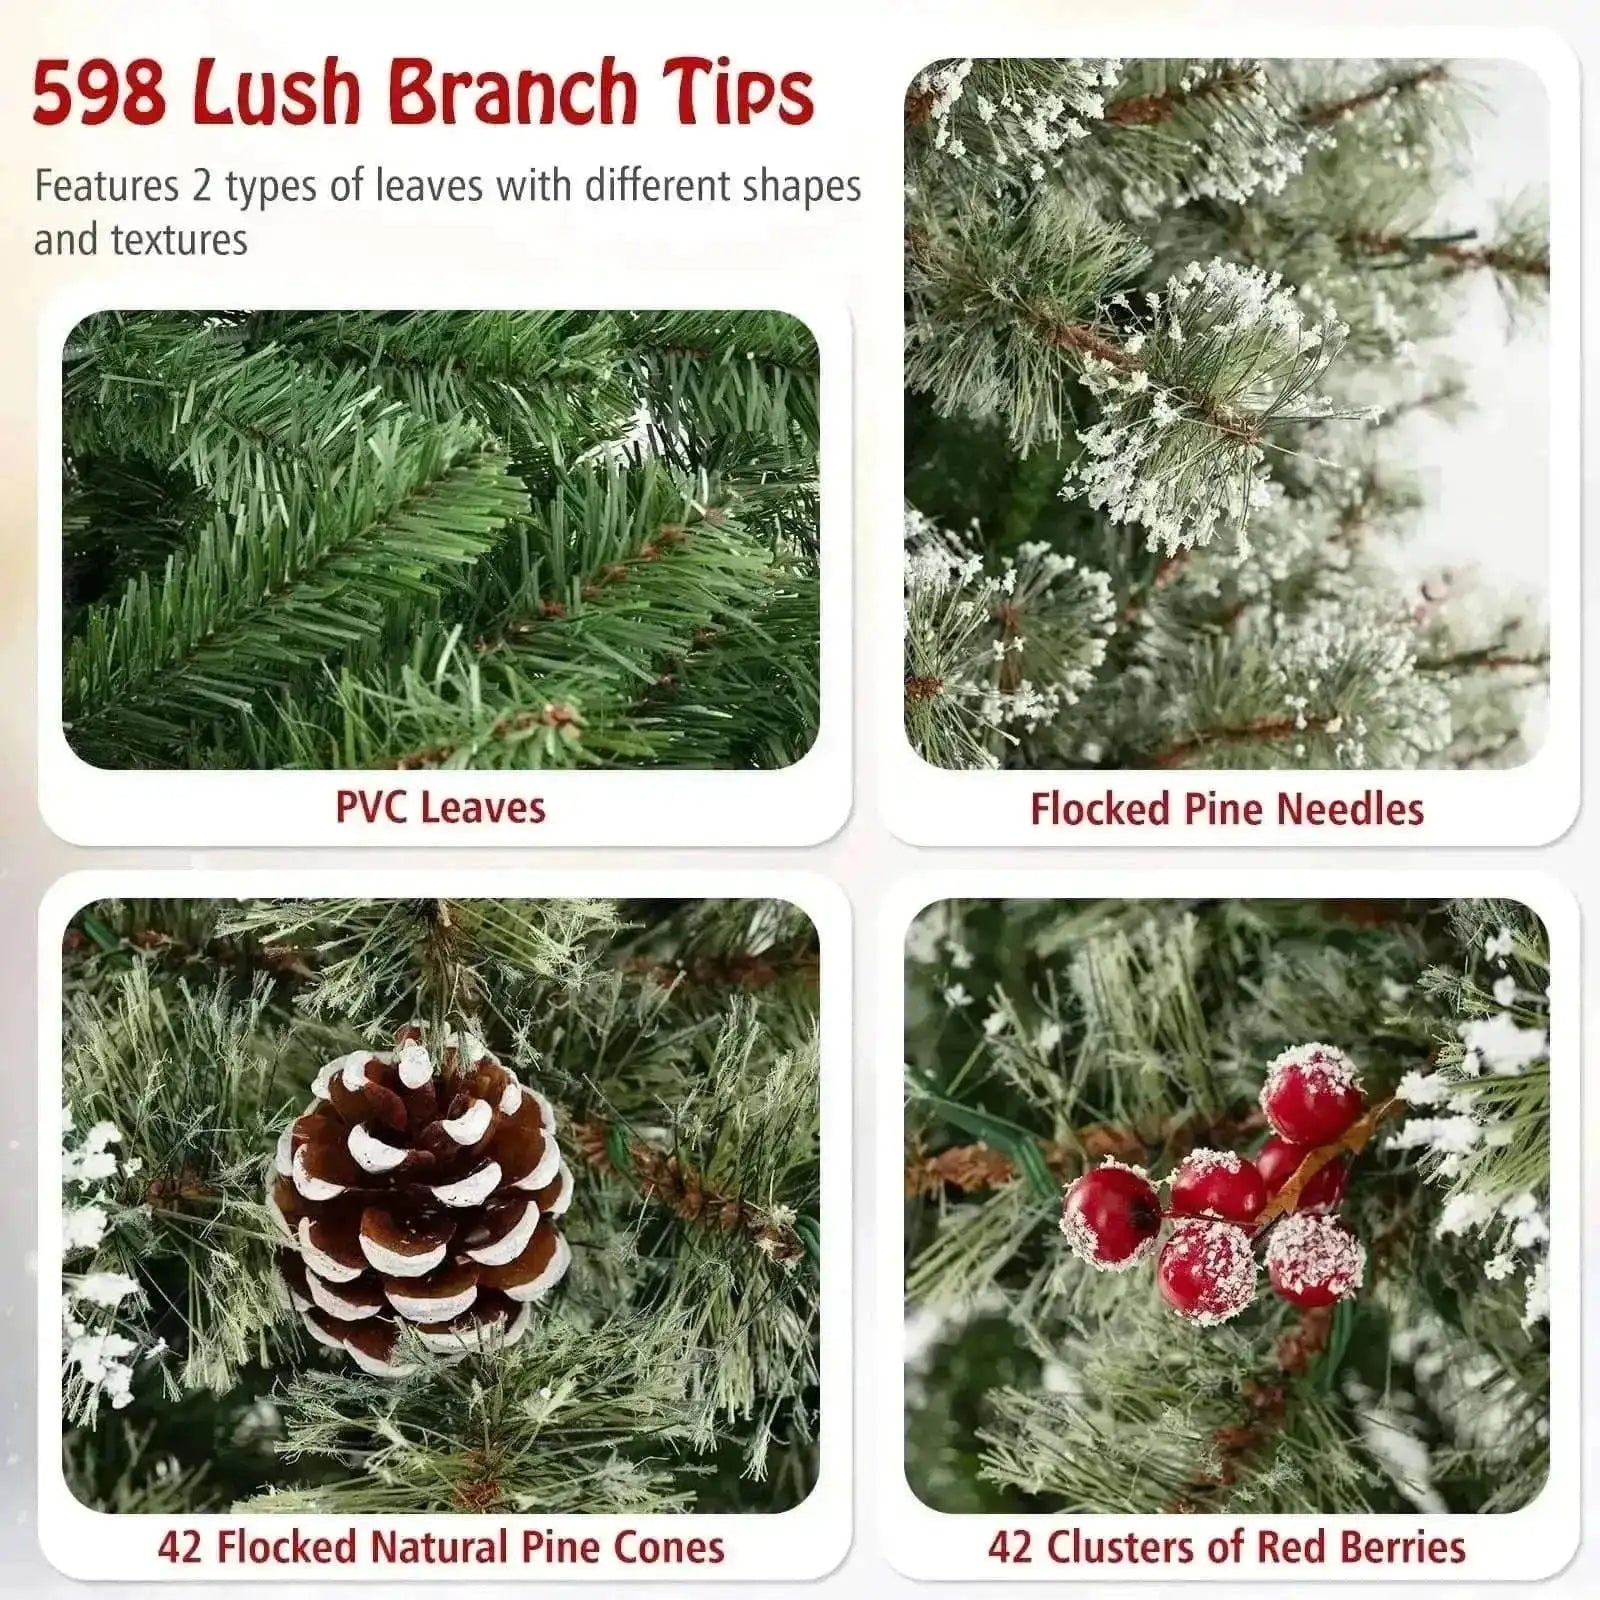 598 Lush Branch Tips
Features 2 types of leaves with different shapes
and textures
PVC Leaves
Flocked Pine Needles
42 Flocked Natural Pine Cones
42 Clusters of Red Berries